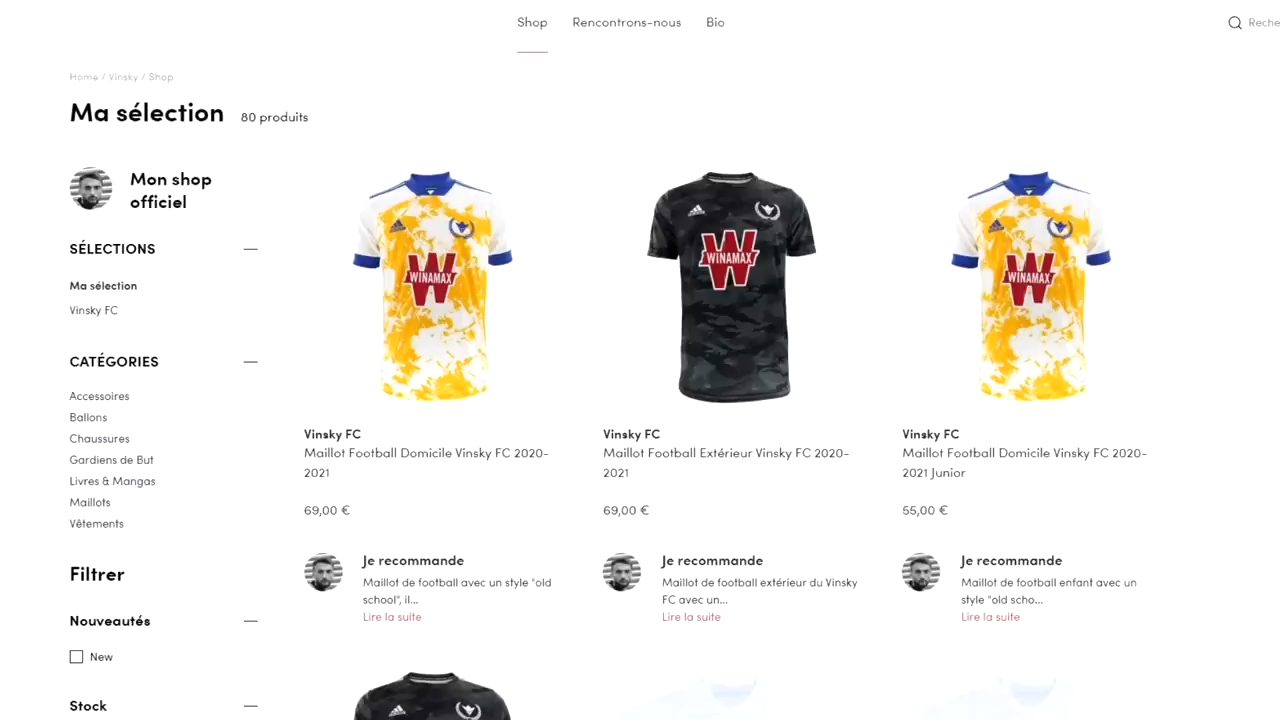 Shop
Rencontrons-nous
Bio
Reche
Home / Vinsky / Shop
Ma sélection
80 produits
Mon shop
officiel
SÉLECTIONS
Ma sélection
Vinsky FC
CATÉGORIES
Accessoires
Ballons
Chaussures
Gardiens de But
Livres & Mangas
Maillots
Vêtements
Filtrer
Nouveautés
New
Stock
WINAMAX
WINAMAX
WINAMAX
Vinsky FC
Maillot Football Domicile Vinsky FC 2020-
2021
69,00 €
Je recommande
Maillot de football avec un style "old
school", il...
Lire la suite
Vinsky FC
Maillot Football Extérieur Vinsky FC 2020-
2021
69,00 €
Je recommande
Maillot de football extérieur du Vinsky
FC avec un...
Lire la suite
Vinsky FC
Maillot Football Domicile Vinsky FC 2020-
2021 Junior
55,00 €
Je recommande
Maillot de football enfant avec un
style "old scho...
Lire la suite